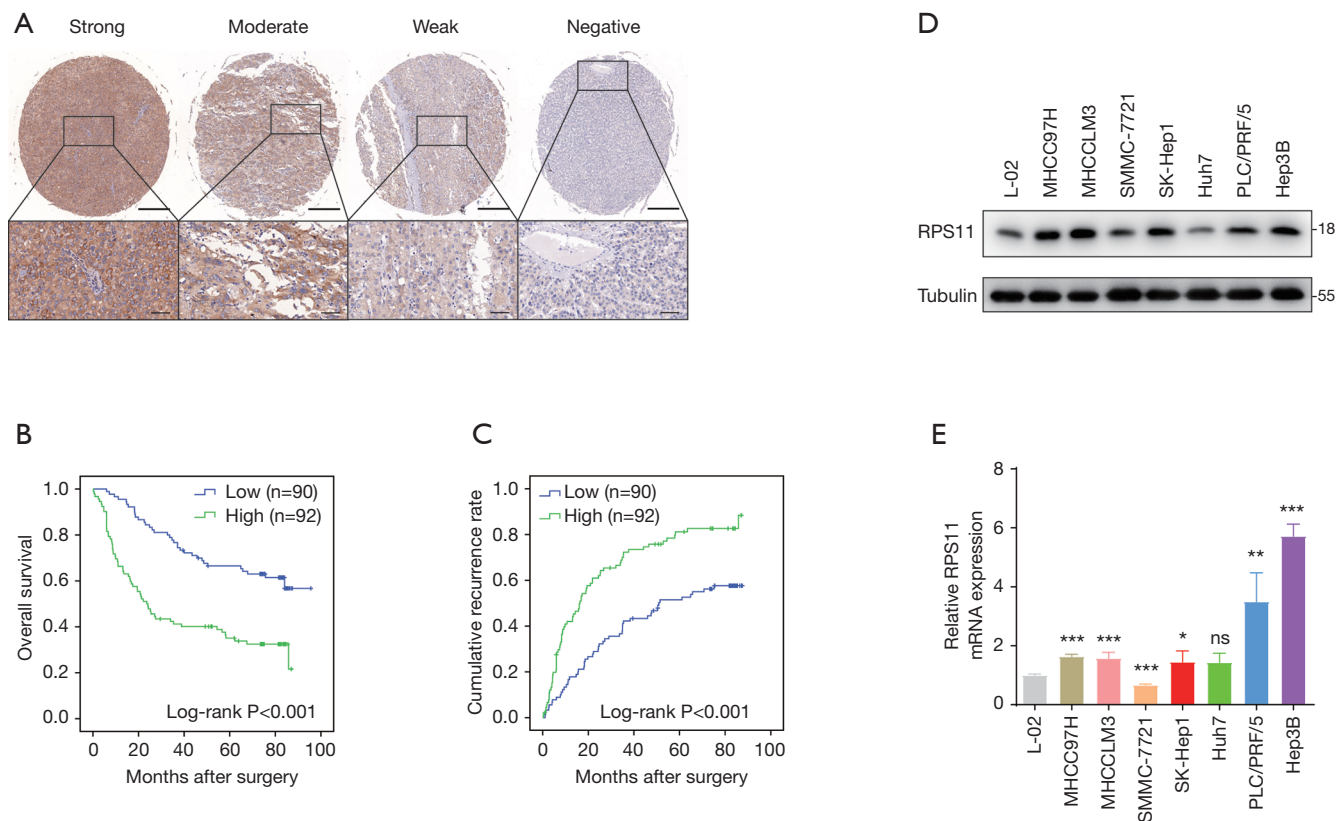 A
Strong Moderate Weak Negative
B
1.0
0.8
0.6
0.4
0.2
0.0
Overall survival
Low (n=90)
High (n=92)
Log-rank P<0.001
0 20 40 60 80 100
Months after surgery
C
1.0
0.8
0.6
0.4
0.2
0.0
Cumulative recurrence rate
Low (n=90)
High (n=92)
Log-rank P<0.001
0 20 40 60 80 100
Months after surgery
D
L-02 MHCC97H MHCCLM3 SMMC-7721 SK-Hep1 Huh7 PLC/PRF/5 Hep3B
RPS11 -18
Tubulin -55
E
Relative RPS11
mRNA expression
8
6
4
2
0
*** *** *** * ns ** ***
L-02 MHCC97H MHCCLM3 SMMC-7721 SK-Hep1 Huh7 PLC/PRF/5 Hep3B